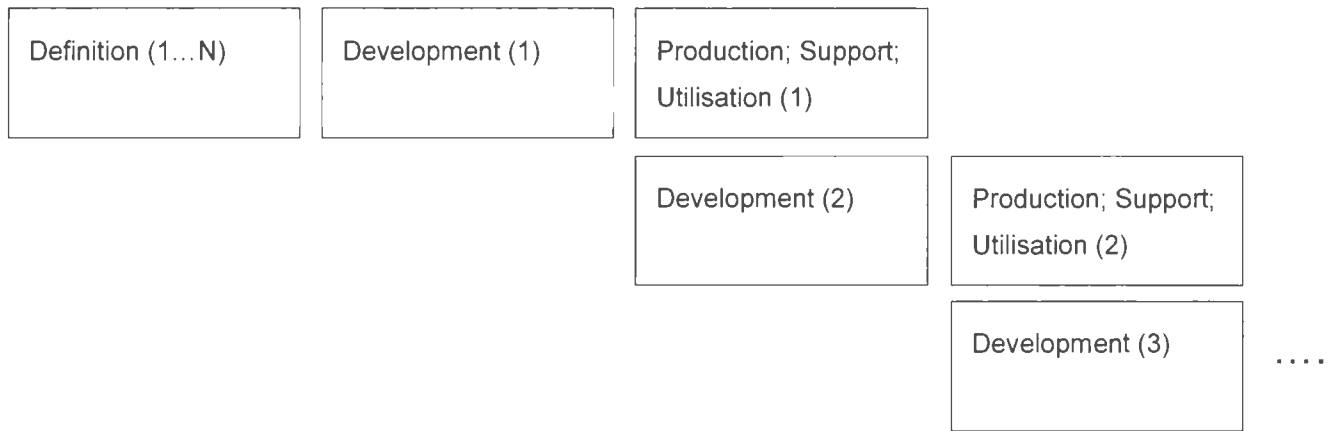 Definition (1...N)
Development (1)
Production; Support;
Utilisation (1)
Development (2)
Production; Support;
Utilisation (2)
Development (3)
....